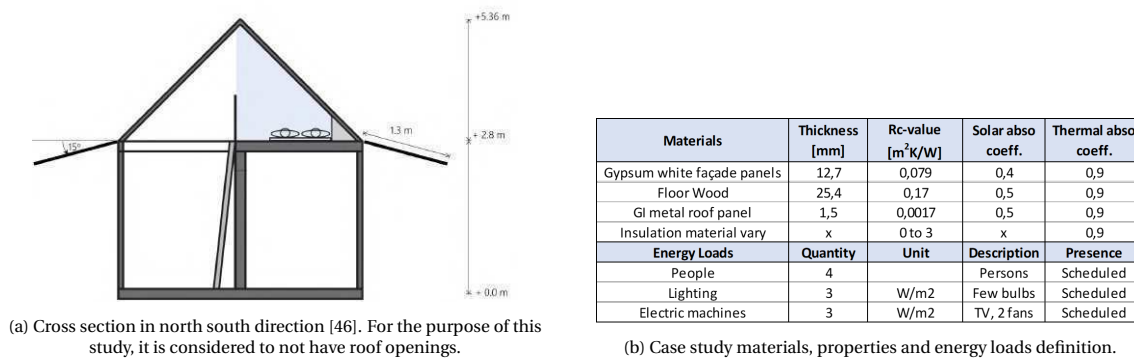 +5.36 m
1.3 m
+ 2.8 m
15°
+ 0.0 m
(a) Cross section in north south direction [46]. For the purpose of this
study, it is considered to not have roof openings.
Materials Thickness [mm] Rc-value [m²K/W] Solar abso coeff. Thermal abso coeff.
Gypsum white façade panels 12,7 0,079 0,4 0,9
Floor Wood 25,4 0,17 0,5 0,9
GI metal roof panel 1,5 0,0017 0,5 0,9
Insulation material vary x 0 to 3 x 0,9
Energy Loads Quantity Unit Description Presence
People 4 Persons Scheduled
Lighting 3 W/m2 Few bulbs Scheduled
Electric machines 3 W/m2 TV, 2 fans Scheduled
(b) Case study materials, properties and energy loads definition.